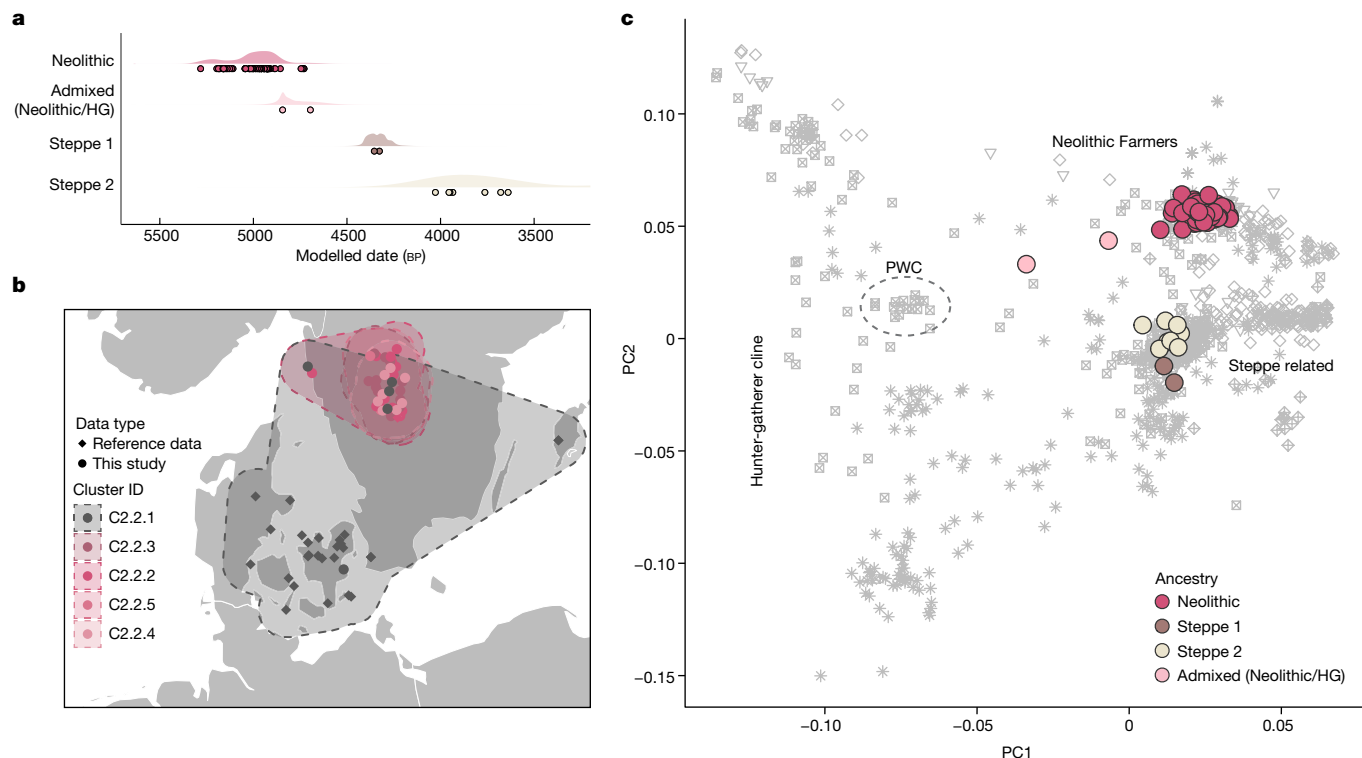 a
Neolithic
Admixed
(Neolithic/HG)
Steppe 1
Steppe 2
5500
5000
4500
4000
3500
Modelled date (BP)
b
Data type
Reference data
This study
Cluster ID
C2.2.1
C2.2.3
C2.2.2
C2.2.5
C2.2.4
c
PC2
0.10
0.05
0
−0.05
−0.10
−0.15
Neolithic Farmers
PWC
Hunter-gatherer cline
Steppe related
Ancestry
Neolithic
Steppe 1
Steppe 2
Admixed (Neolithic/HG)
−0.10
−0.05
0
0.05
PC1